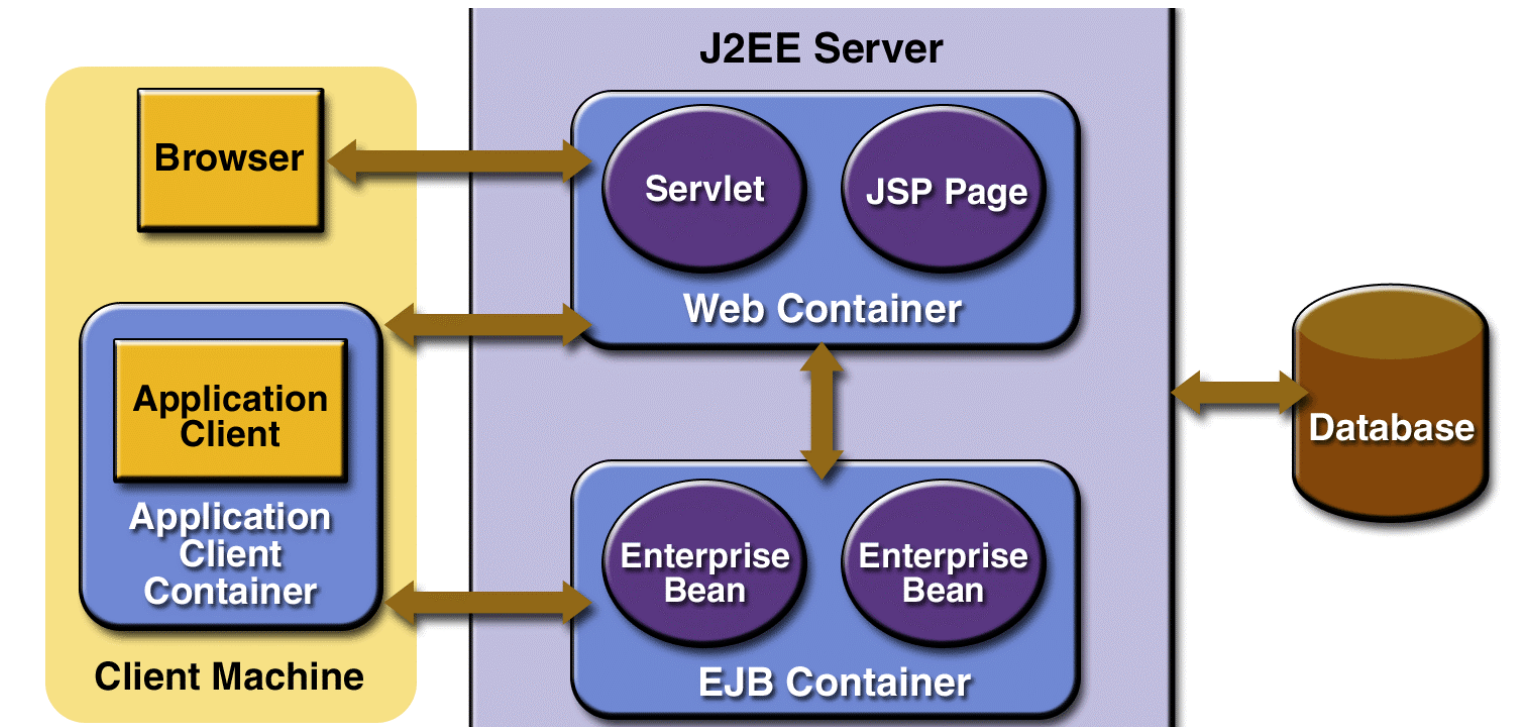 J2EE Server
Browser
Servlet
JSP Page
Web Container
Application
Client
Application
Client
Container
Client Machine
Enterprise
Bean
Enterprise
Bean
EJB Container
Database